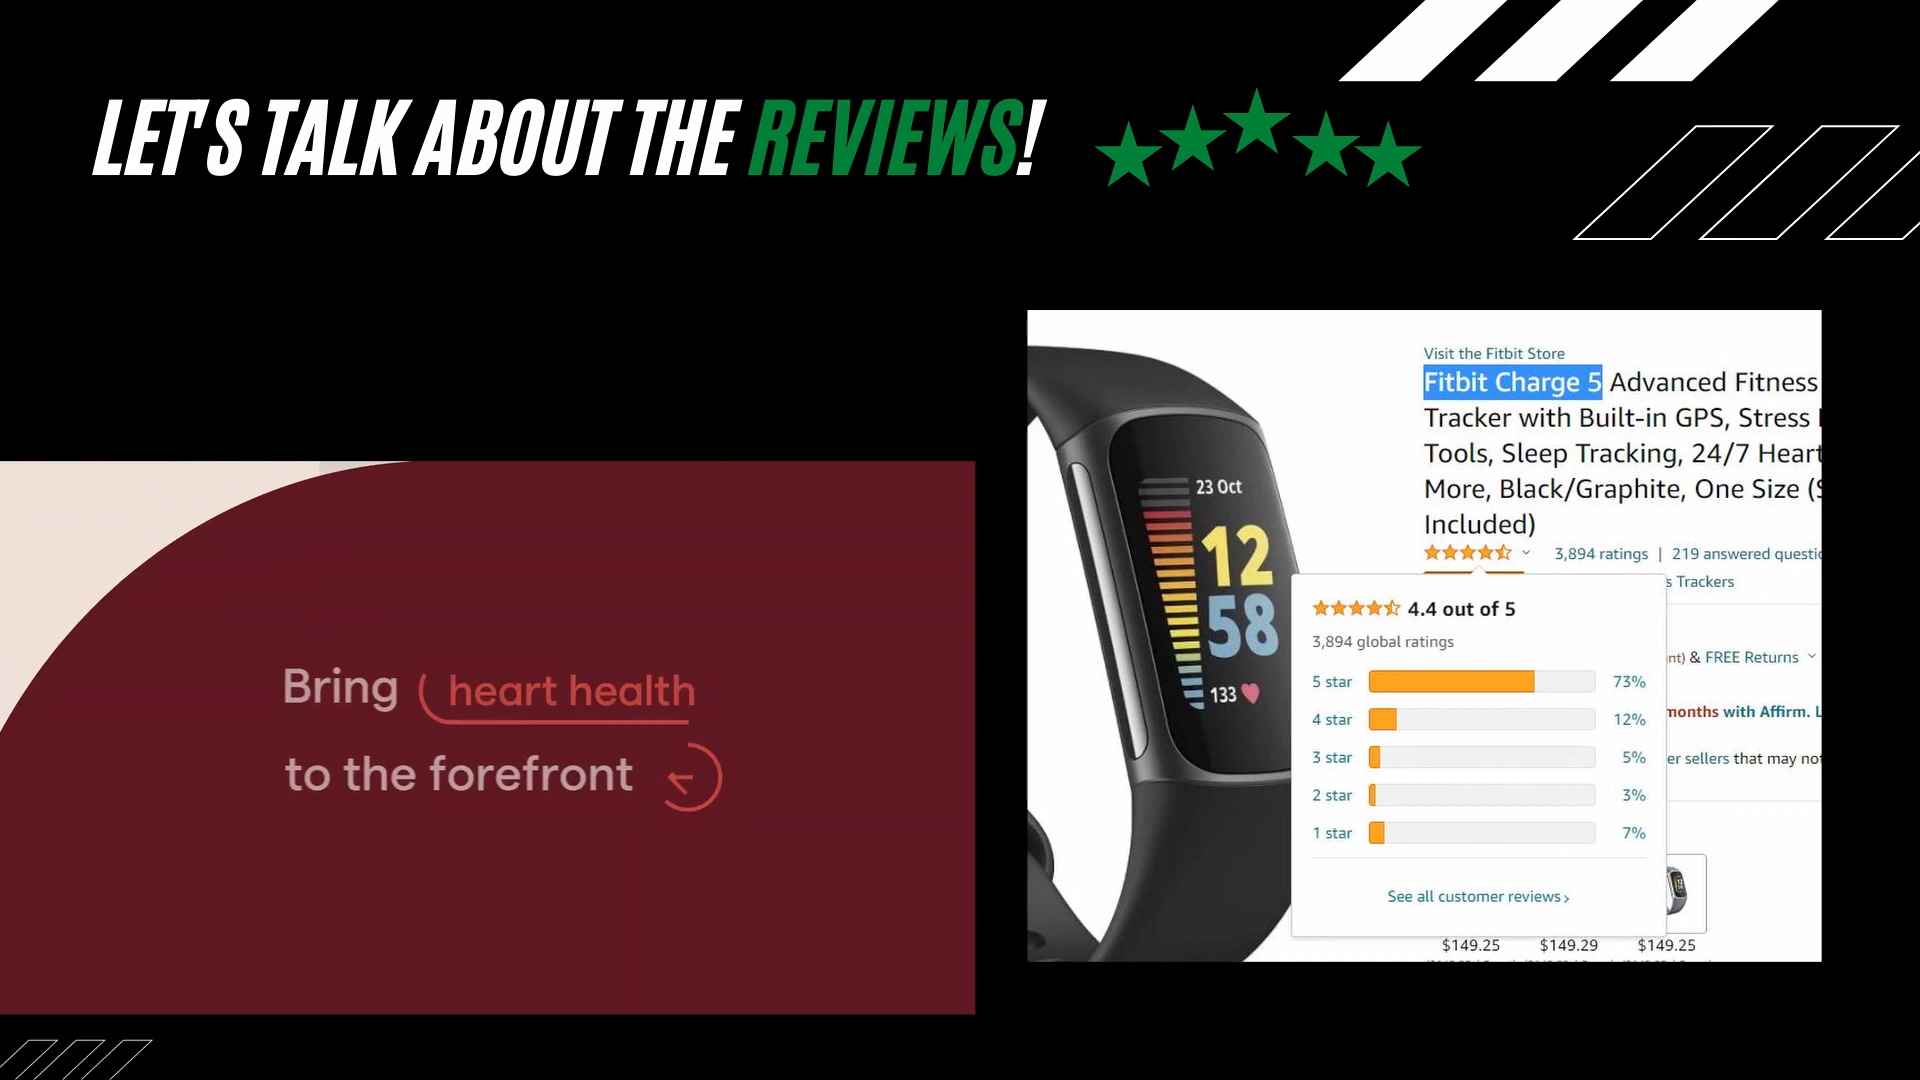 LET'S TALK ABOUT THE REVIEWS!
Bring heart health
to the forefront
Visit the Fitbit Store
Fitbit Charge 5 Advanced Fitness
Tracker with Built-in GPS, Stress
Tools, Sleep Tracking, 24/7 Heart
More, Black/Graphite, One Size (S
Included)
3,894 ratings | 219 answered questio
s Trackers
23 Oct
12
58
133
4.4 out of 5
3,894 global ratings
5 star 73%
4 star 12%
3 star 5%
2 star 3%
1 star 7%
See all customer reviews
nt) & FREE Returns
months with Affirm. L
er sellers that may not
$149.25 $149.29 $149.25